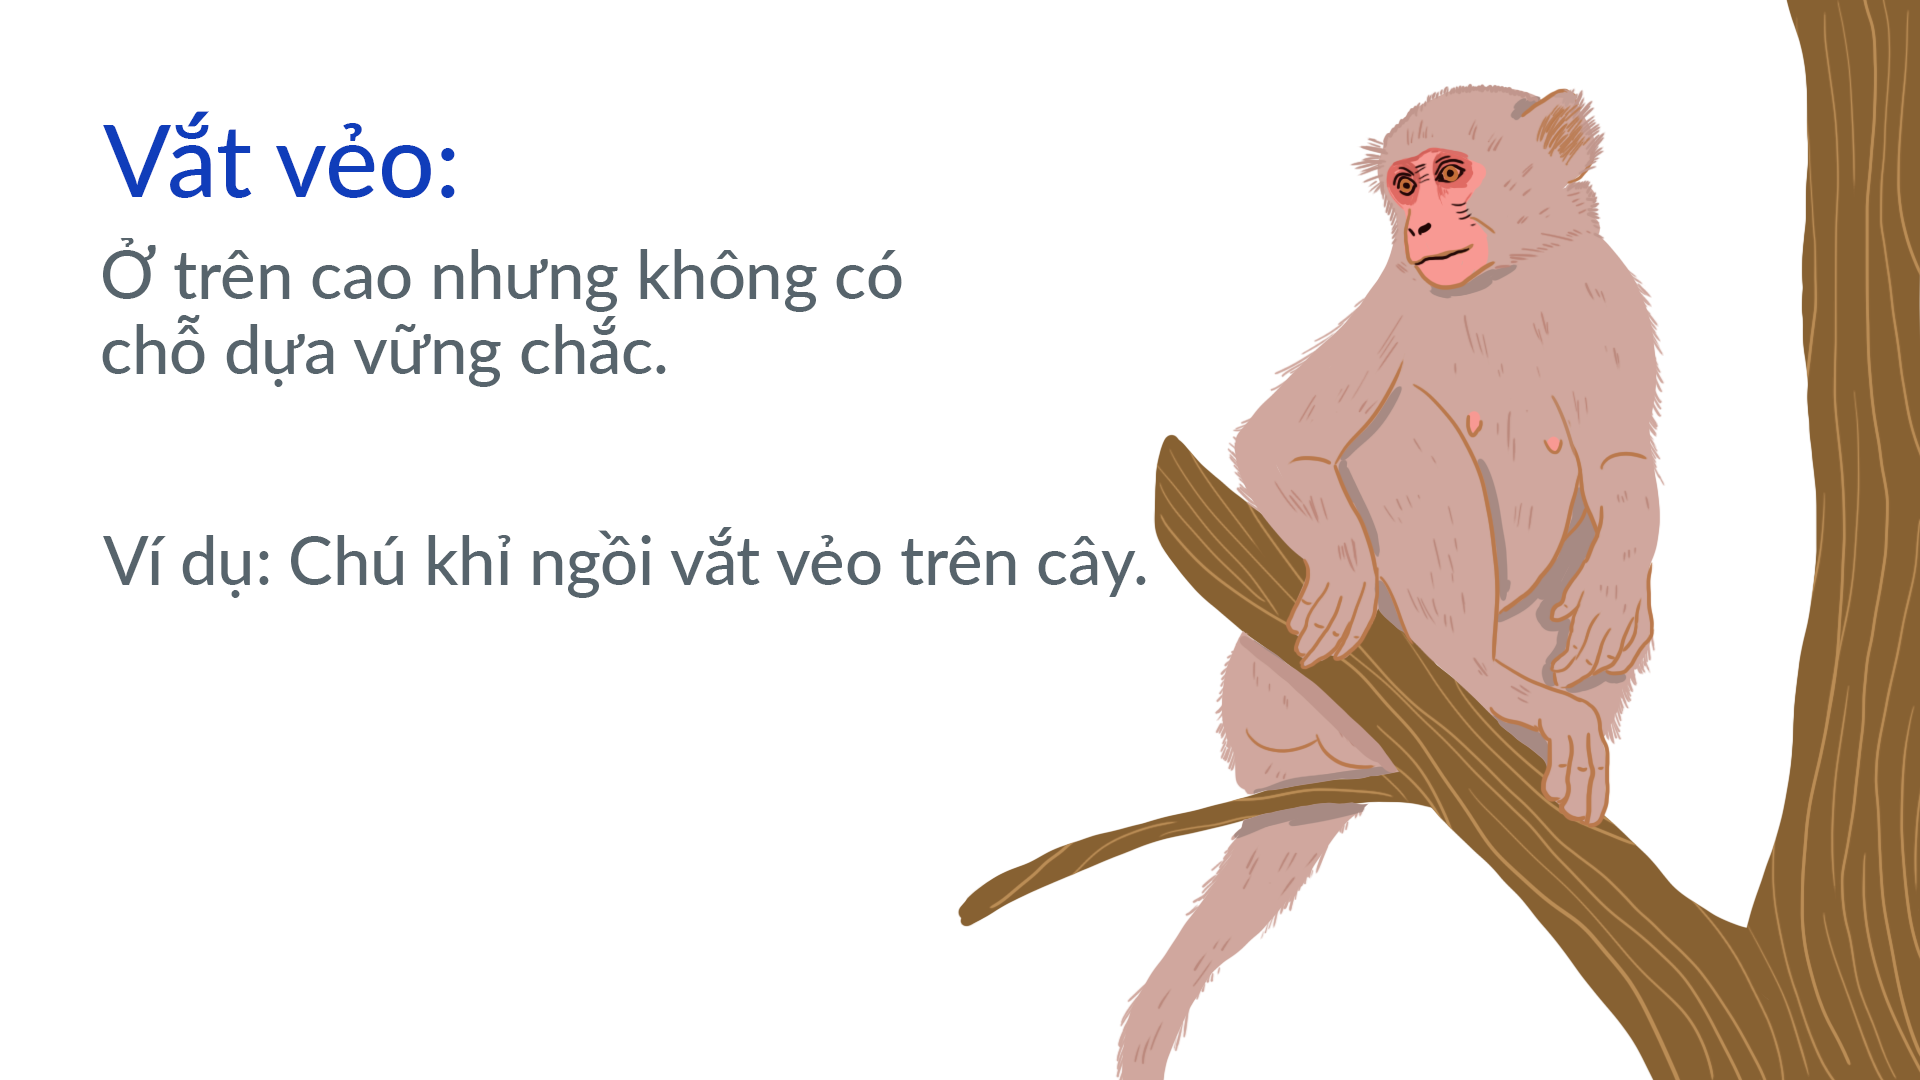 Vắt vẻo:
Ở trên cao nhưng không có
chỗ dựa vững chắc.
Ví dụ: Chú khỉ ngồi vắt vẻo trên cây.